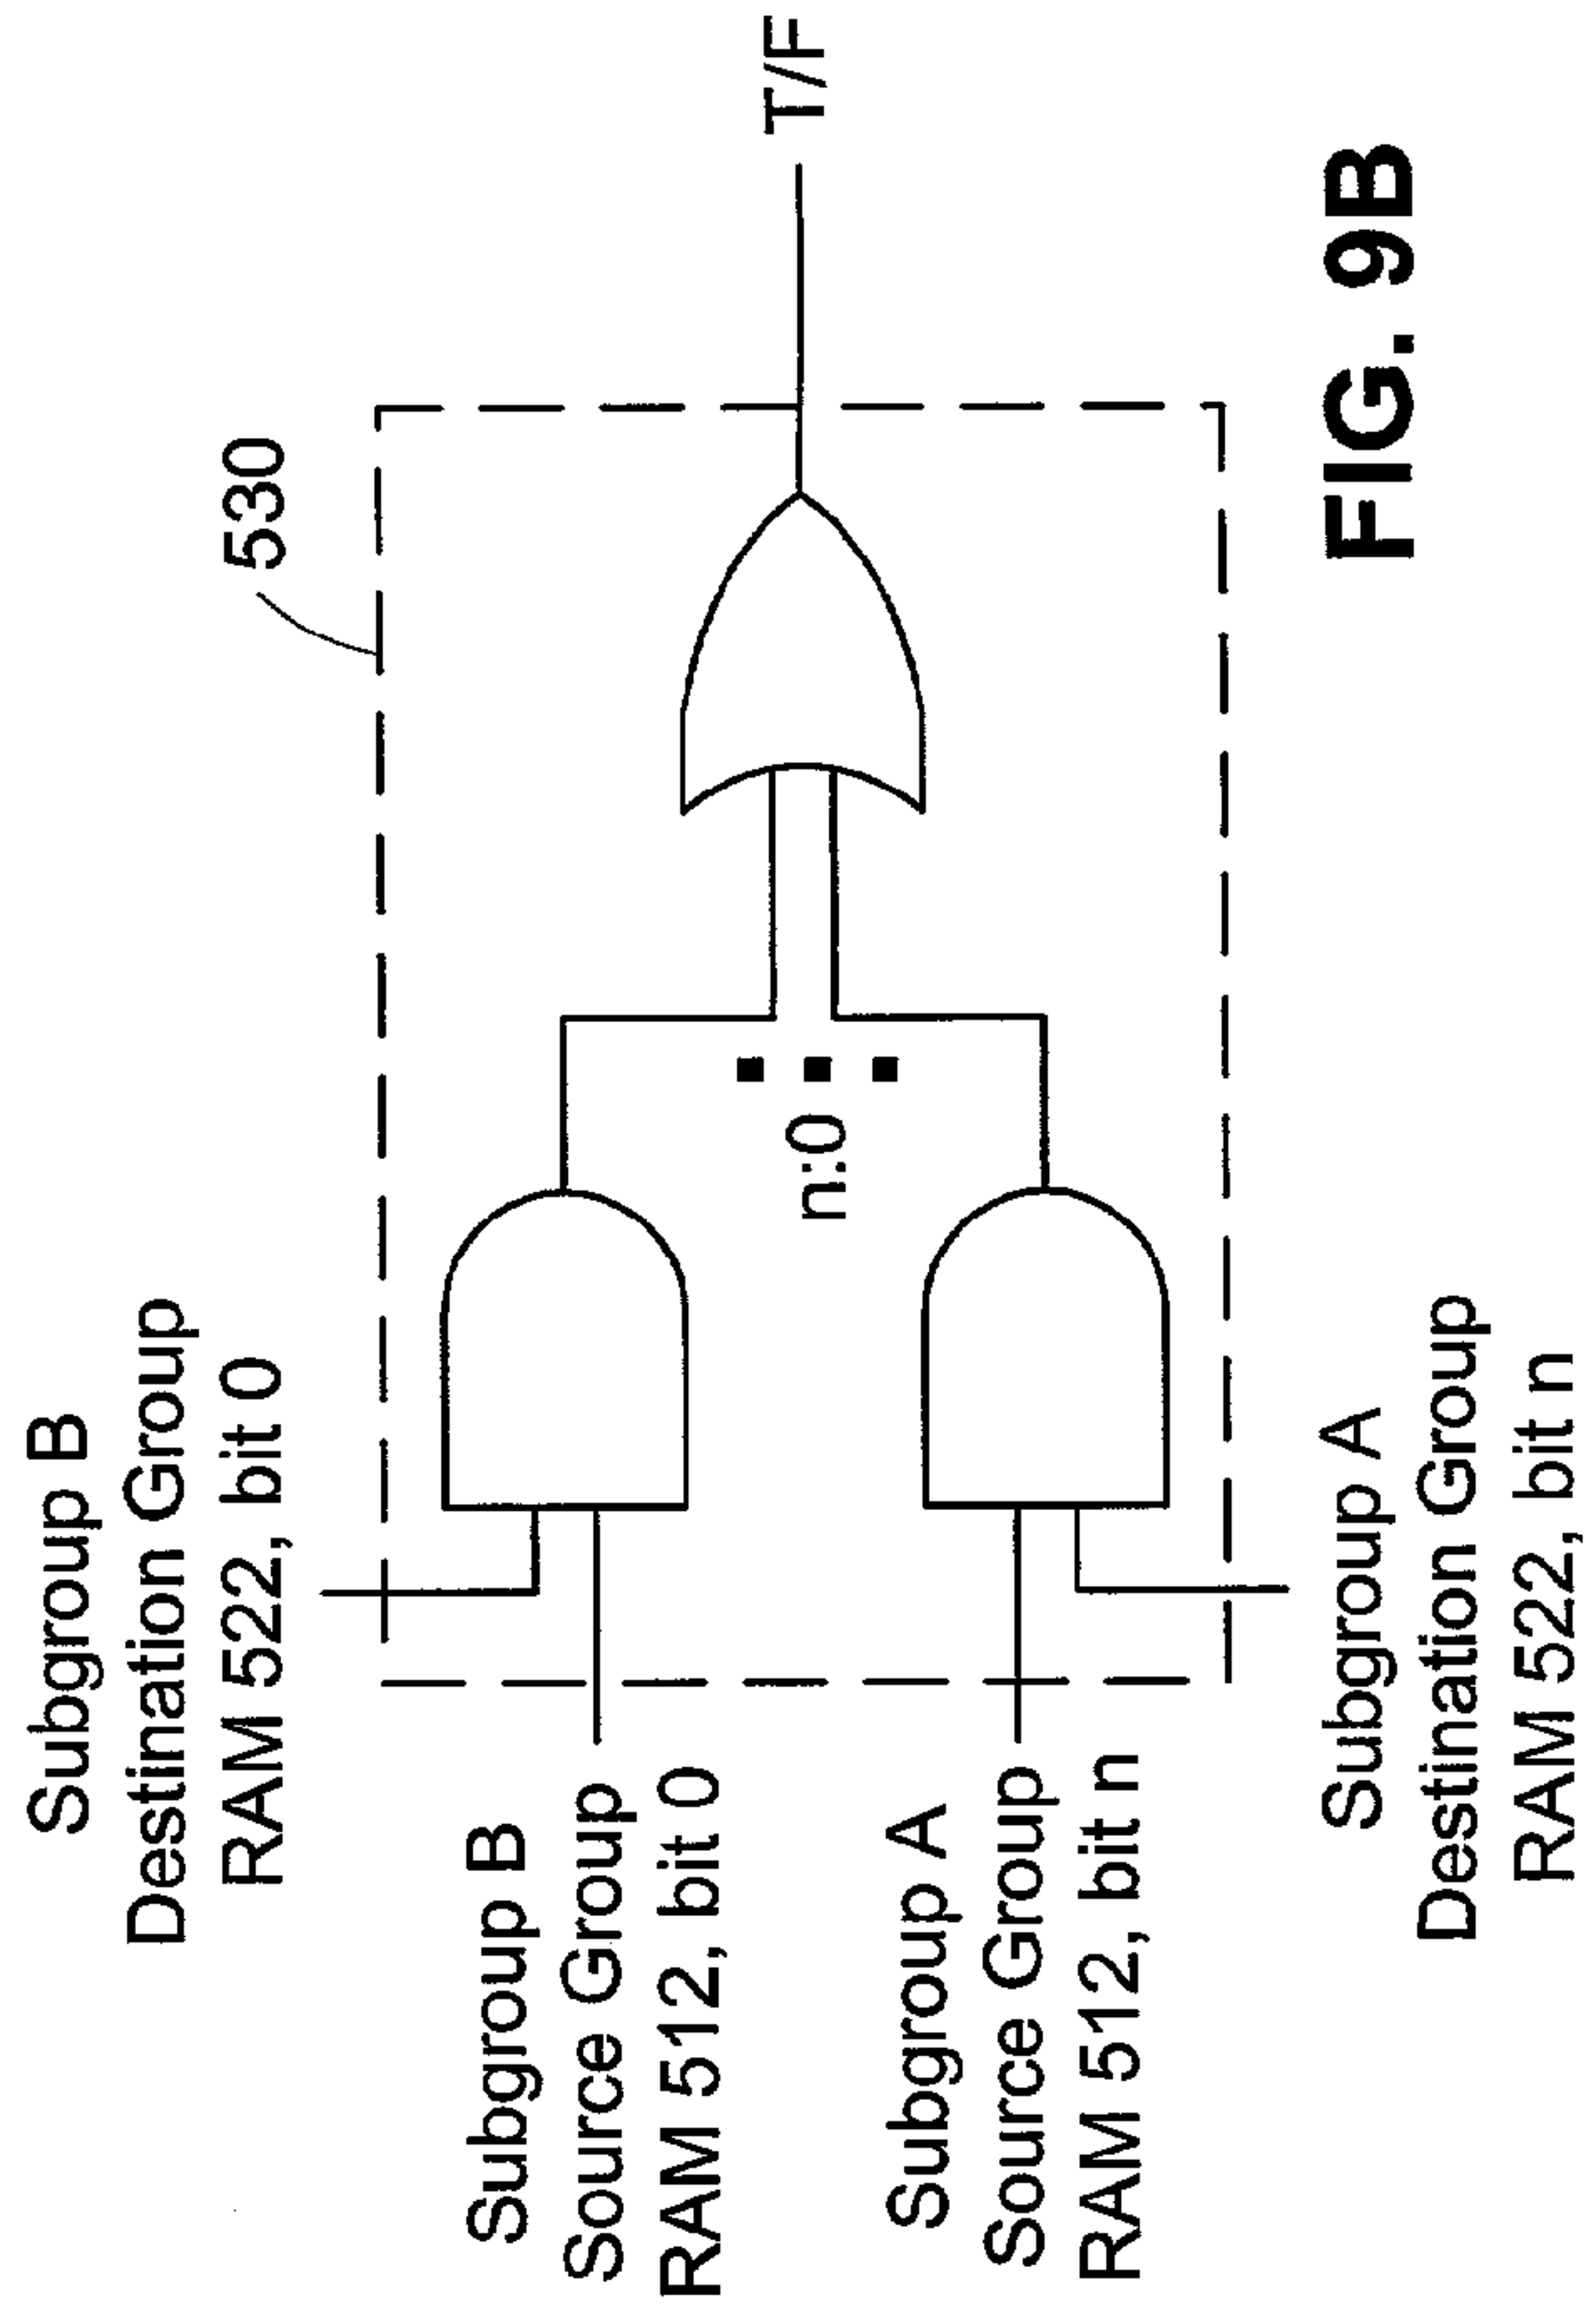 Subgroup B
Destination Group
RAM 522, bit 0
530
Subgroup B
Source Group
RAM 512, bit 0
n:0
T/F
Subgroup A
Source Group
RAM 512, bit n
Subgroup A
Destination Group
RAM 522, bit n
FIG. 9B